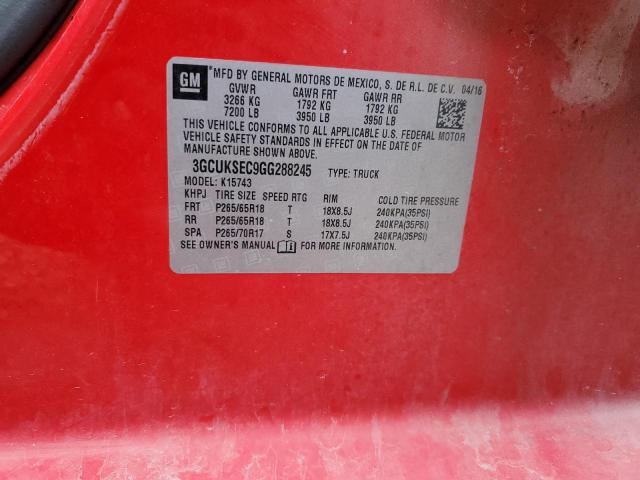 GM MFD BY GENERAL MOTORS DE MEXICO, S. DE R.L. DE C.V. 04/16
GVWR GAWR FRT GAWR RR
3266 KG 1792 KG 1792 KG
7200 LB 3950 LB 3950 LB
THIS VEHICLE CONFORMS TO ALL APPLICABLE U.S. FEDERAL MOTOR
VEHICLE SAFETY STANDARDS IN EFFECT ON THE DATE OF
MANUFACTURE SHOWN ABOVE.
3GCUKSEC9GG288245 TYPE: TRUCK
MODEL: K15743
KHPJ TIRE SIZE SPEED RTG RIM COLD TIRE PRESSURE
FRT P265/65R18 T 18X8.5J 240KPA(35PSI)
RR P265/65R18 T 18X8.5J 240KPA(35PSI)
SPA P265/70R17 S 17X7.5J 240KPA(35PSI)
SEE OWNER'S MANUAL FOR MORE INFORMATION.